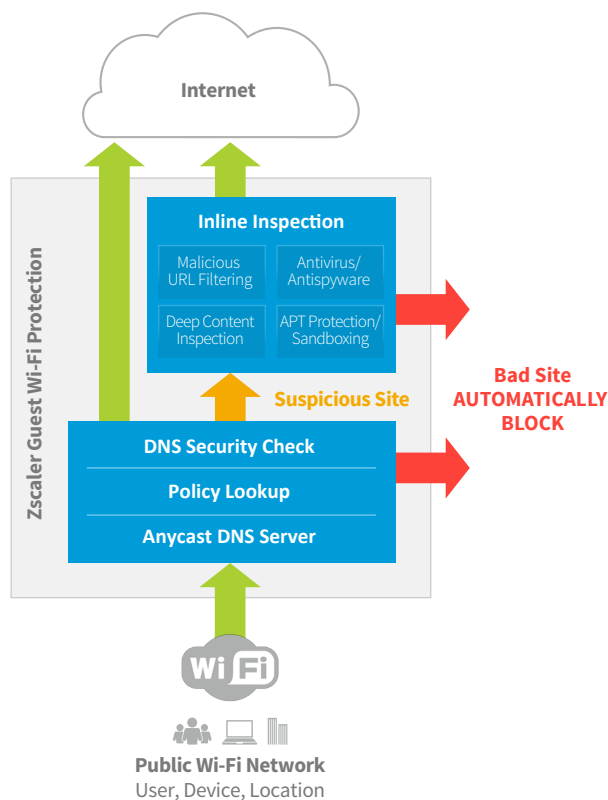 Internet
Zscaler Guest Wi-Fi Protection
Inline Inspection
Malicious
URL Filtering
Antivirus/
Antispyware
Deep Content
Inspection
APT Protection/
Sandboxing
Suspicious Site
Bad Site
AUTOMATICALLY
BLOCK
DNS Security Check
Policy Lookup
Anycast DNS Server
Wi Fi
Public Wi-Fi Network
User, Device, Location